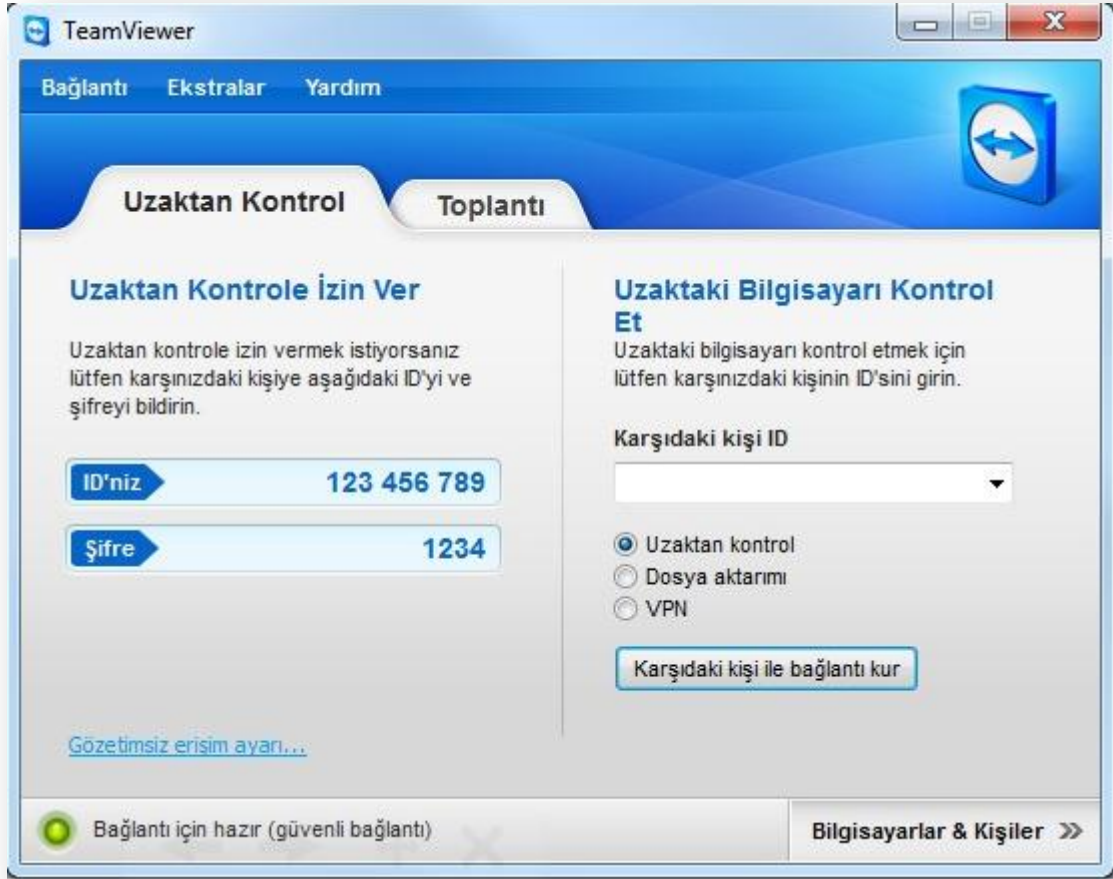 TeamViewer
Bağlantı Ekstralar Yardım
Uzaktan Kontrol
Toplantı
Uzaktan Kontrole İzin Ver
Uzaktan kontrole izin vermek istiyorsanız
lütfen karşınızdaki kişiye aşağıdaki ID'yi ve
şifreyi bildirin.
ID'niz 123 456 789
Şifre 1234
Gözetimsiz erişim ayarı...
Uzaktaki Bilgisayarı Kontrol
Et
Uzaktaki bilgisayarı kontrol etmek için
lütfen karşınızdaki kişinin ID'sini girin.
Karşıdaki kişi ID
Uzaktan kontrol
Dosya aktarımı
VPN
Karşıdaki kişi ile bağlantı kur
Bağlantı için hazır (güvenli bağlantı)
Bilgisayarlar & Kişiler »